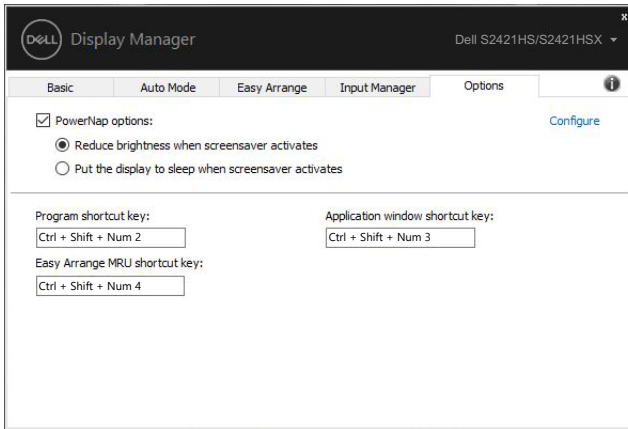 x
DELL Display Manager Dell S2421HS/S2421HSX
Basic Auto Mode Easy Arrange Input Manager Options i
PowerNap options: Configure
Reduce brightness when screensaver activates
Put the display to sleep when screensaver activates
Program shortcut key: Application window shortcut key:
Ctrl + Shift + Num 2 Ctrl + Shift + Num 3
Easy Arrange MRU shortcut key:
Ctrl + Shift + Num 4